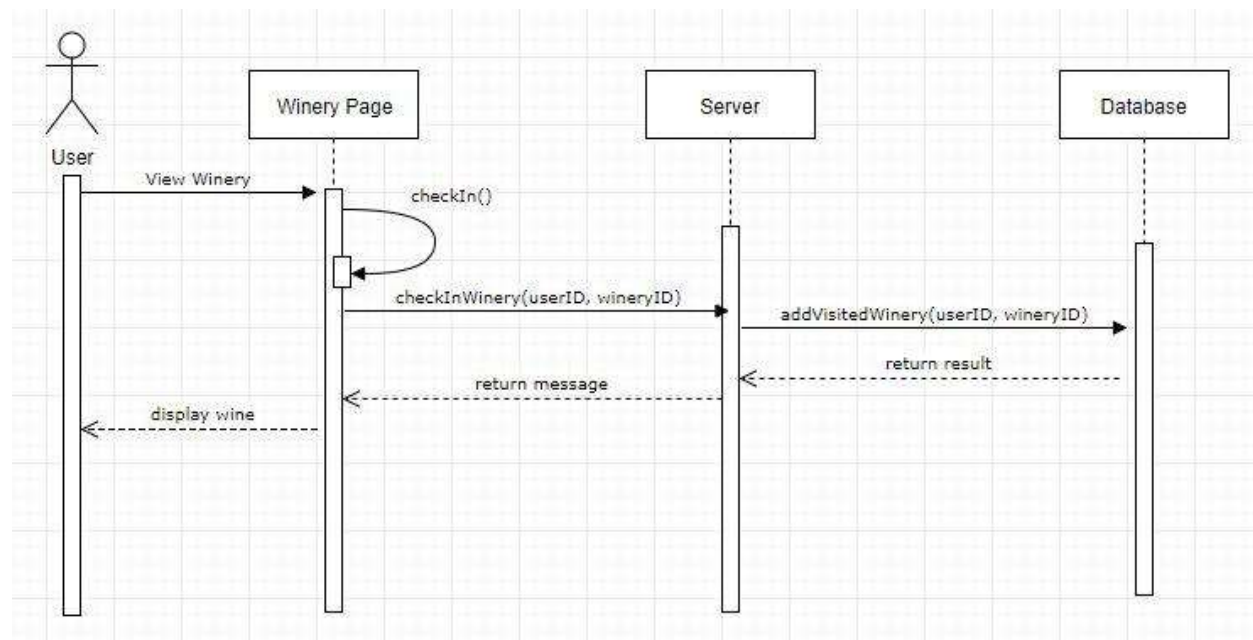 Winery Page
Server
Database
User
View Winery
checkIn()
checkInWinery(userID, wineryID)
addVisitedWinery(userID, wineryID)
return result
return message
display wine